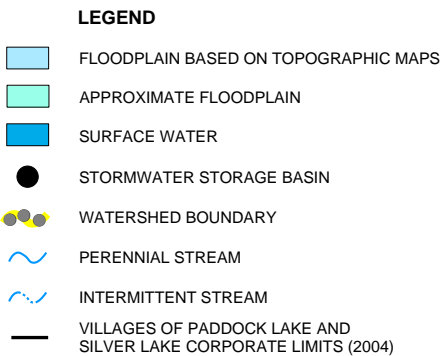 LEGEND
FLOODPLAIN BASED ON TOPOGRAPHIC MAPS
APPROXIMATE FLOODPLAIN
SURFACE WATER
STORMWATER STORAGE BASIN
WATERSHED BOUNDARY
PERENNIAL STREAM
INTERMITTENT STREAM
VILLAGES OF PADDOCK LAKE AND
SILVER LAKE CORPORATE LIMITS (2004)